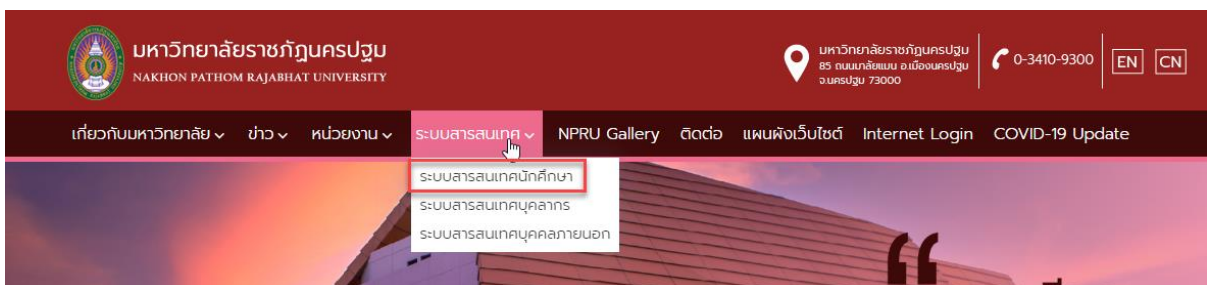 มหาวิทยาลัยราชภัฏนครปฐม
NAKHON PATHOM RAJABHAT UNIVERSITY
มหาวิทยาลัยราชภัฏนครปฐม
85 ถนนมาลัยแมน อ.เมืองนครปฐม
จ.นครปฐม 73000
0-3410-9300
EN CN
เกี่ยวกับมหาวิทยาลัย ข่าว หน่วยงาน ระบบสารสนเทศ NPRU Gallery ติดต่อ แผนผังเว็บไซต์ Internet Login COVID-19 Update
ระบบสารสนเทศนักศึกษา
ระบบสารสนเทศบุคลากร
ระบบสารสนเทศบุคคลภายนอก